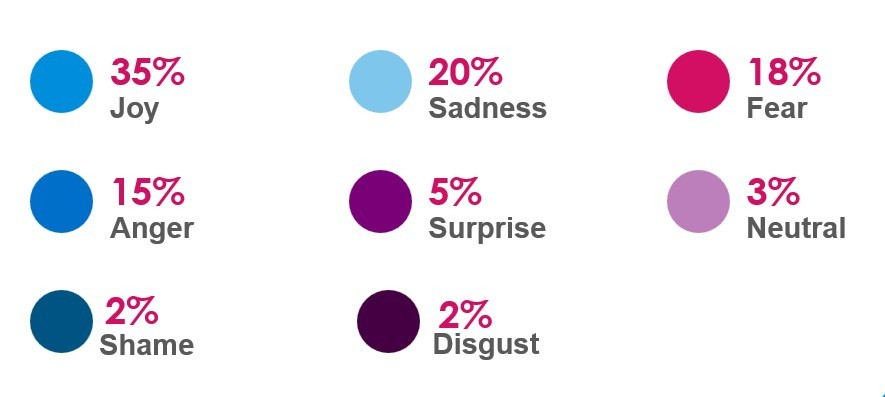 35%
Joy
20%
Sadness
18%
Fear
15%
Anger
5%
Surprise
3%
Neutral
2%
Shame
2%
Disgust